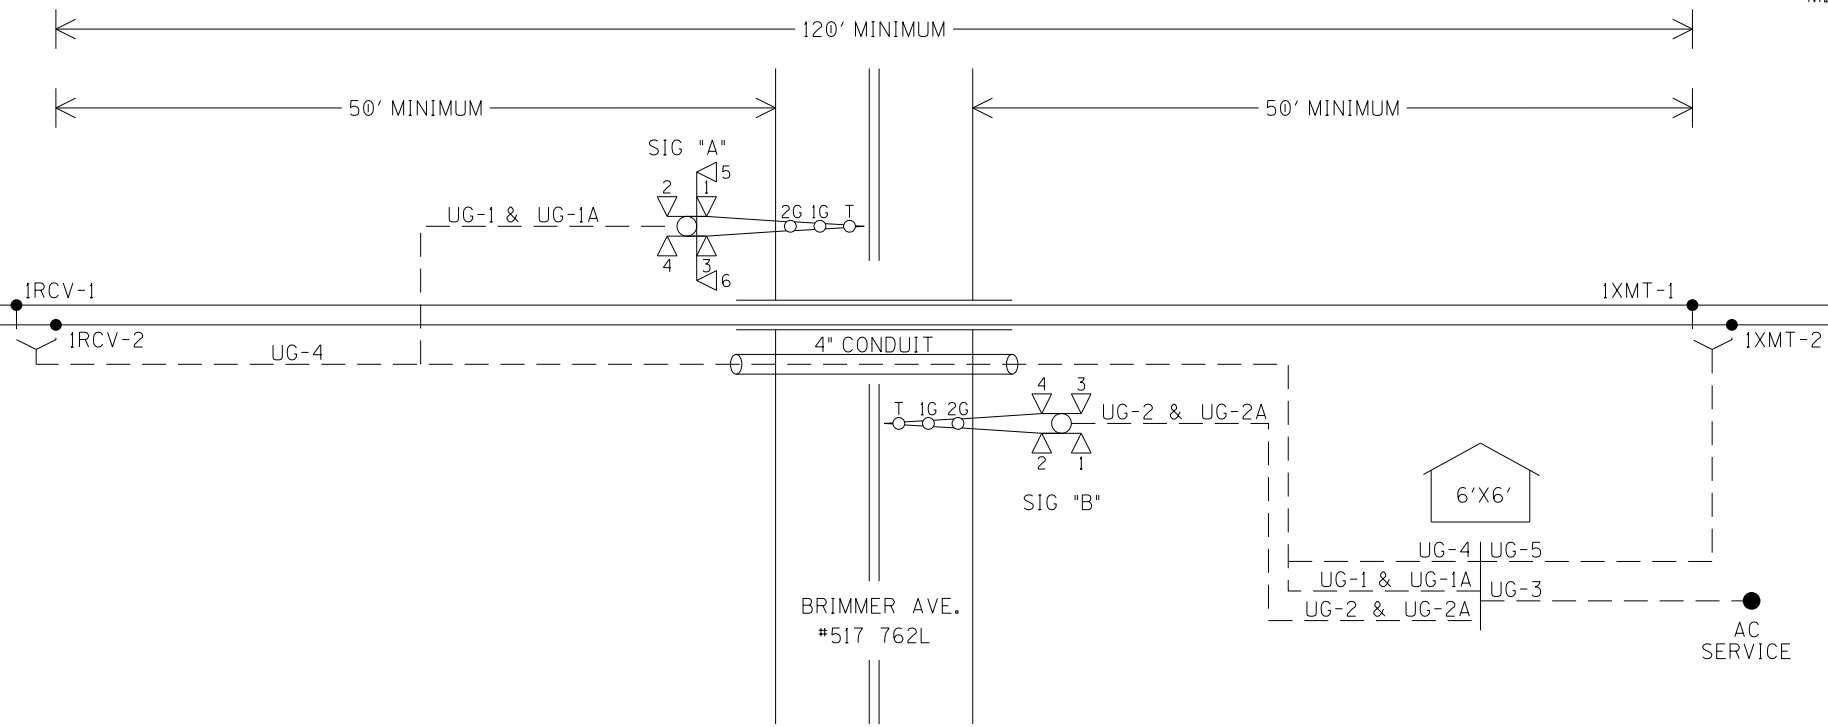 120' MINIMUM
50' MINIMUM
50' MINIMUM
SIG "A"
5
2
1
UG-1 & UG-1A
2G 1G T
4
3
6
1RCV-1
1XMT-1
1RCV-2
1XMT-2
UG-4
4" CONDUIT
4
3
T 1G 2G
UG-2 & UG-2A
2
1
SIG "B"
6'X6'
UG-4
UG-5
UG-1 & UG-1A
UG-3
UG-2 & UG-2A
BRIMMER AVE.
#517 762L
AC
SERVICE